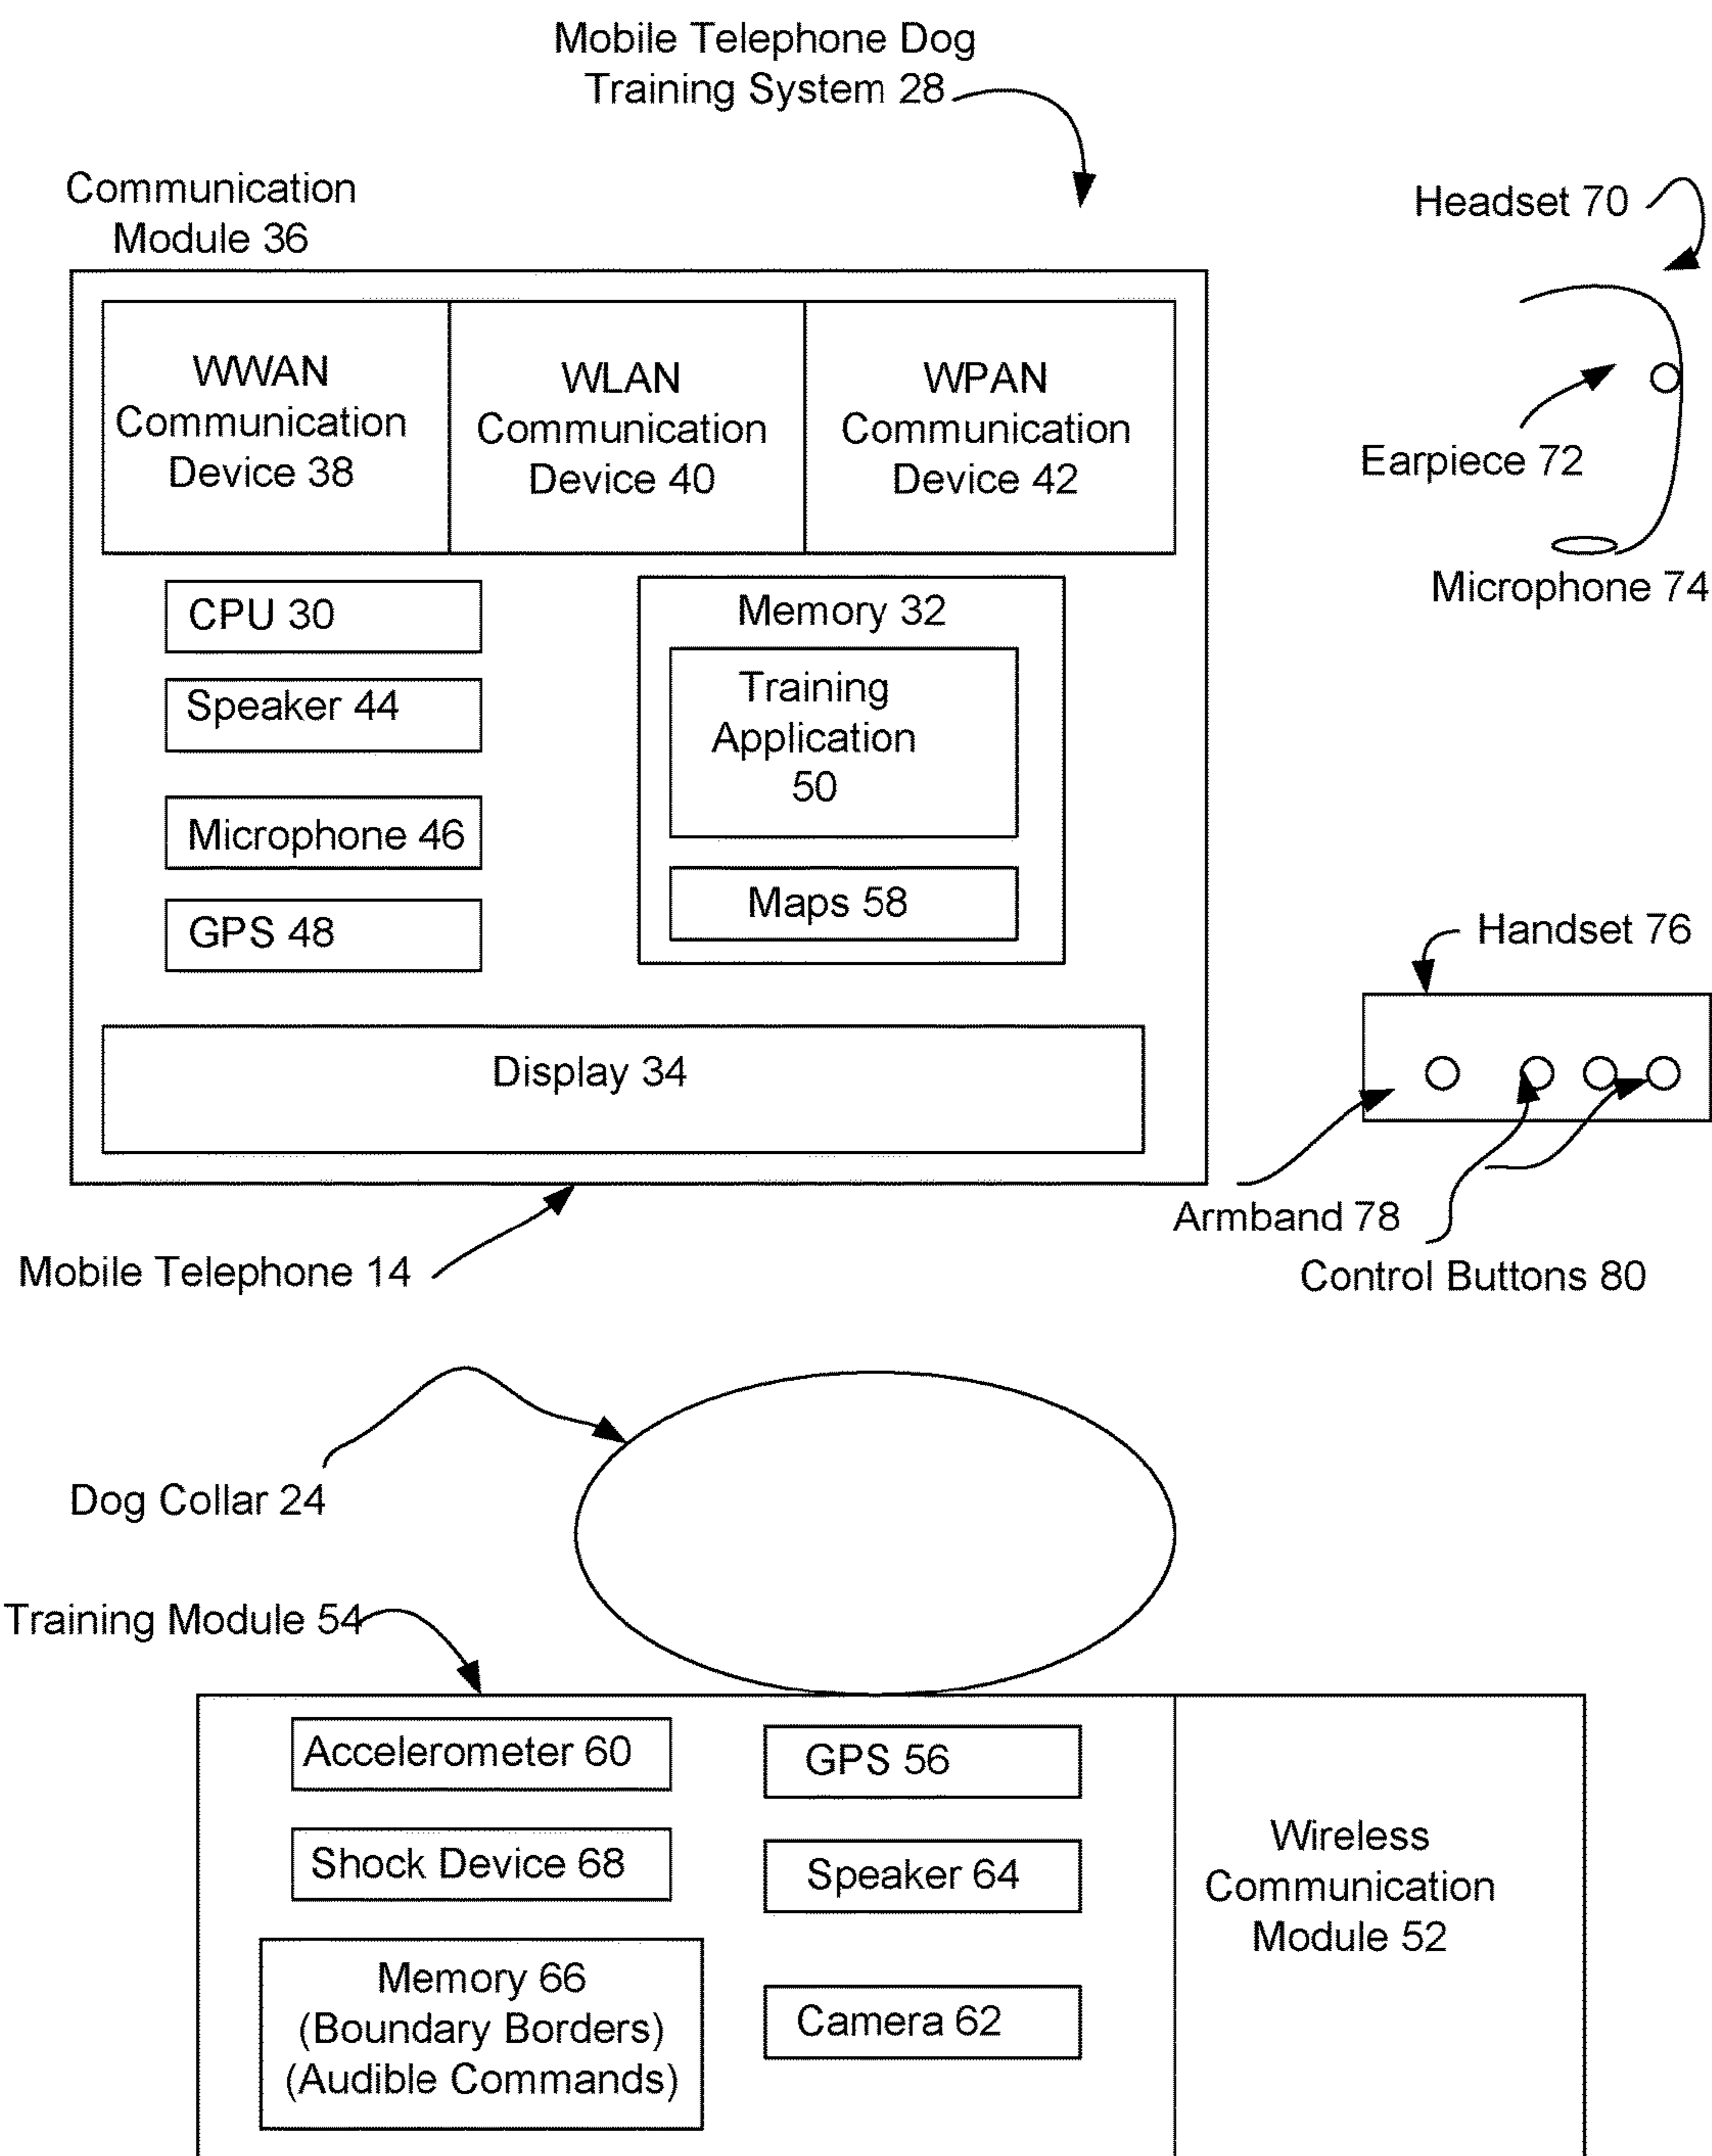 Mobile Telephone Dog
Training System 28
Communication
Module 36
Headset 70
WWAN
Communication
Device 38
WLAN
Communication
Device 40
WPAN
Communication
Device 42
Earpiece 72
Microphone 74
CPU 30
Speaker 44
Microphone 46
GPS 48
Memory 32
Training
Application
50
Maps 58
Handset 76
Display 34
Armband 78
Control Buttons 80
Mobile Telephone 14
Dog Collar 24
Training Module 54
Accelerometer 60
Shock Device 68
Memory 66
(Boundary Borders)
(Audible Commands)
GPS 56
Speaker 64
Camera 62
Wireless
Communication
Module 52